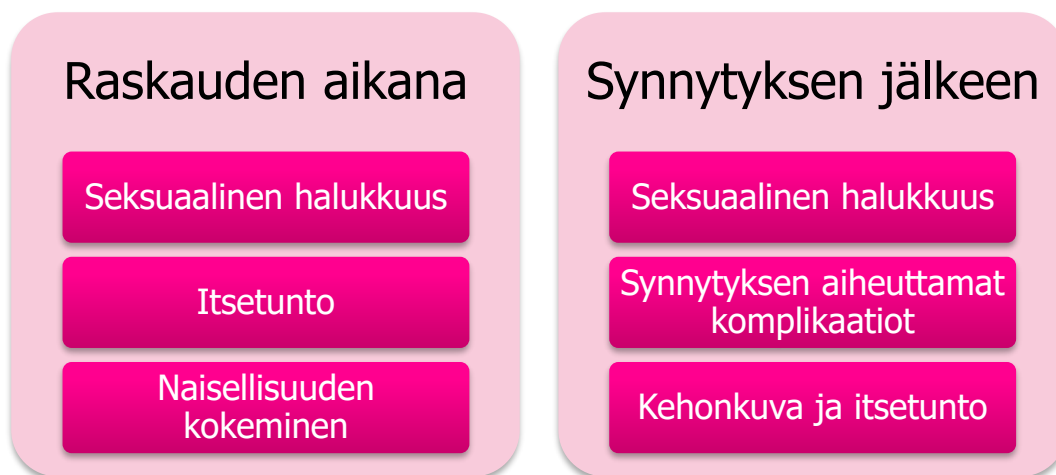 Raskauden aikana
Seksuaalinen halukkuus
Itsetunto
Naisellisuuden
kokeminen
Synnytyksen jälkeen
Seksuaalinen halukkuus
Synnytyksen aiheuttamat
komplikaatiot
Kehonkuva ja itsetunto